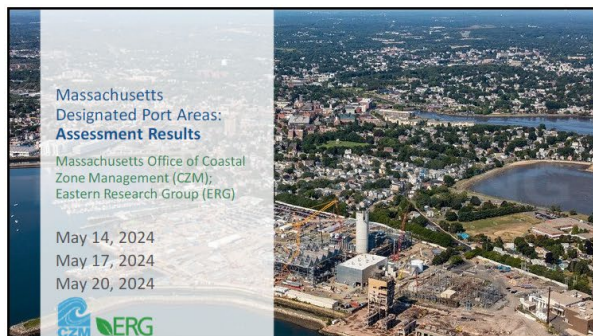 Massachusetts
Designated Port Areas:
Assessment Results
Massachusetts Office of Coastal
Zone Management (CZM);
Eastern Research Group (ERG)
May 14, 2024
May 17, 2024
May 20, 2024
CZM
ERG